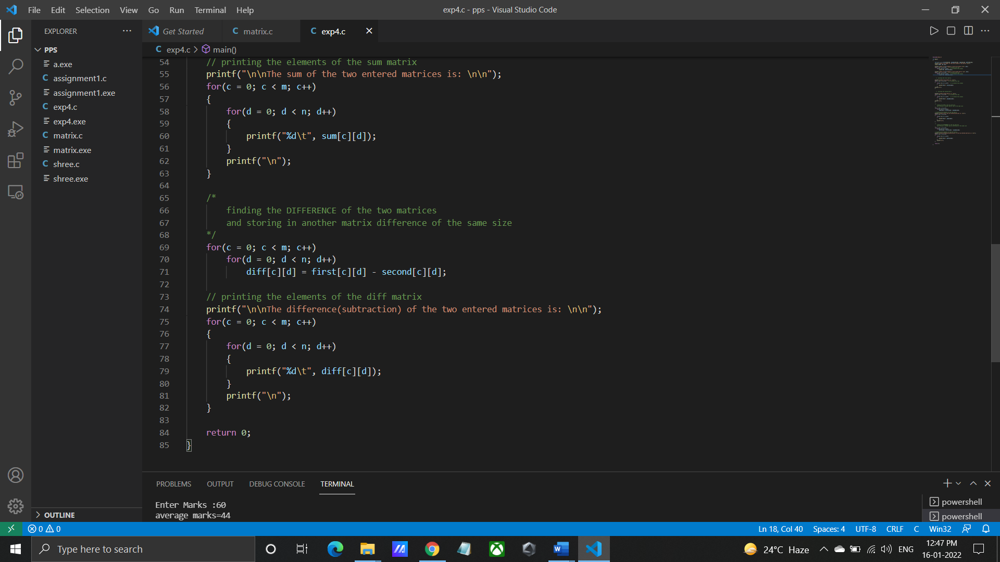 File Edit Selection View Go Run Terminal Help
exp4.c - pps - Visual Studio Code
EXPLORER
Get Started
C matrix.c
C exp4.c
PPS
a.exe
C assignment1.c
assignment1.exe
C exp4.c
exp4.exe
C matrix.c
matrix.exe
C shree.c
shree.exe
OUTLINE
C exp4.c > main()
54 // printing the elements of the sum matrix
55 printf("\n\nThe sum of the two entered matrices is: \n\n");
56 for(c = 0; c < m; c++)
57 {
58 for(d = 0; d < n; d++)
59 {
60 printf("%d\t", sum[c][d]);
61 }
62 printf("\n");
63 }
64
65 /*
66 finding the DIFFERENCE of the two matrices
67 and storing in another matrix difference of the same size
68 */
69 for(c = 0; c < m; c++)
70 for(d = 0; d < n; d++)
71 diff[c][d] = first[c][d] - second[c][d];
72
73 // printing the elements of the diff matrix
74 printf("\n\nThe difference(subtraction) of the two entered matrices is: \n\n");
75 for(c = 0; c < m; c++)
76 {
77 for(d = 0; d < n; d++)
78 {
79 printf("%d\t", diff[c][d]);
80 }
81 printf("\n");
82 }
83
84 return 0;
85 }
PROBLEMS OUTPUT DEBUG CONSOLE TERMINAL
Enter Marks :60
average marks=44
powershell
powershell
0 0
Ln 18, Col 40 Spaces: 4 UTF-8 CRLF C Win32
Type here to search
24°C Haze
ENG
12:47 PM
16-01-2022